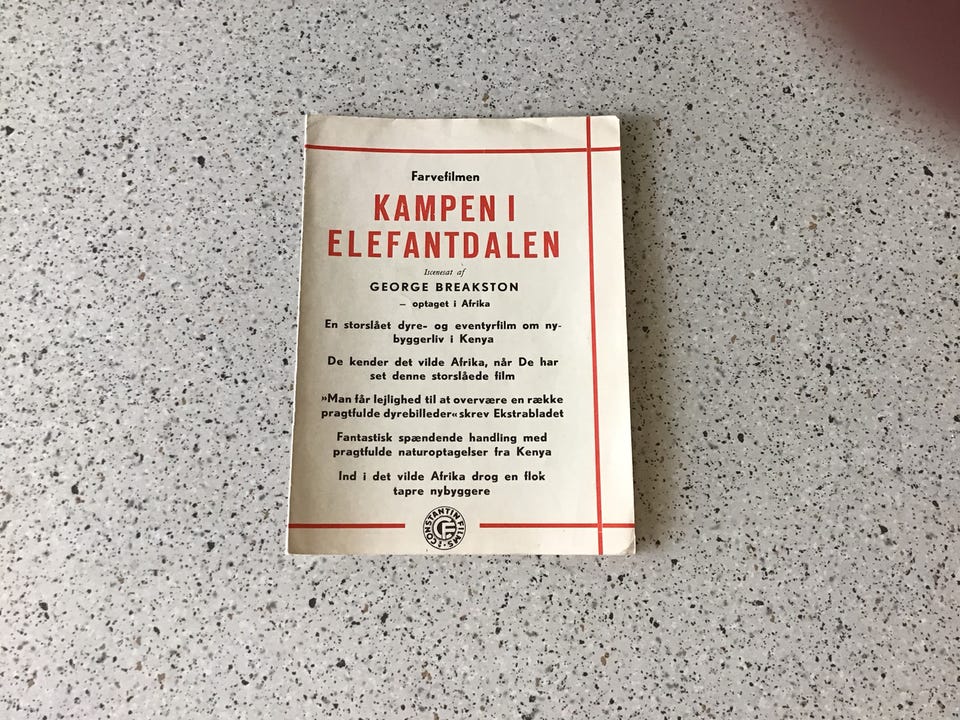 Farvefilmen
KAMPEN I
ELEFANTDALEN
Iscenesat af
GEORGE BREAKSTON
– optaget i Afrika
En storslået dyre- og eventyrfilm om ny-
byggerliv i Kenya
De kender det vilde Afrika, når De har
set denne storslåede film
»Man får lejlighed til at overvære en række
pragtfulde dyrebilleder« skrev Ekstrabladet
Fantastisk spændende handling med
pragtfulde naturoptagelser fra Kenya
Ind i det vilde Afrika drog en flok
tapre nybyggere
CONSTANTIN FILMS
CF